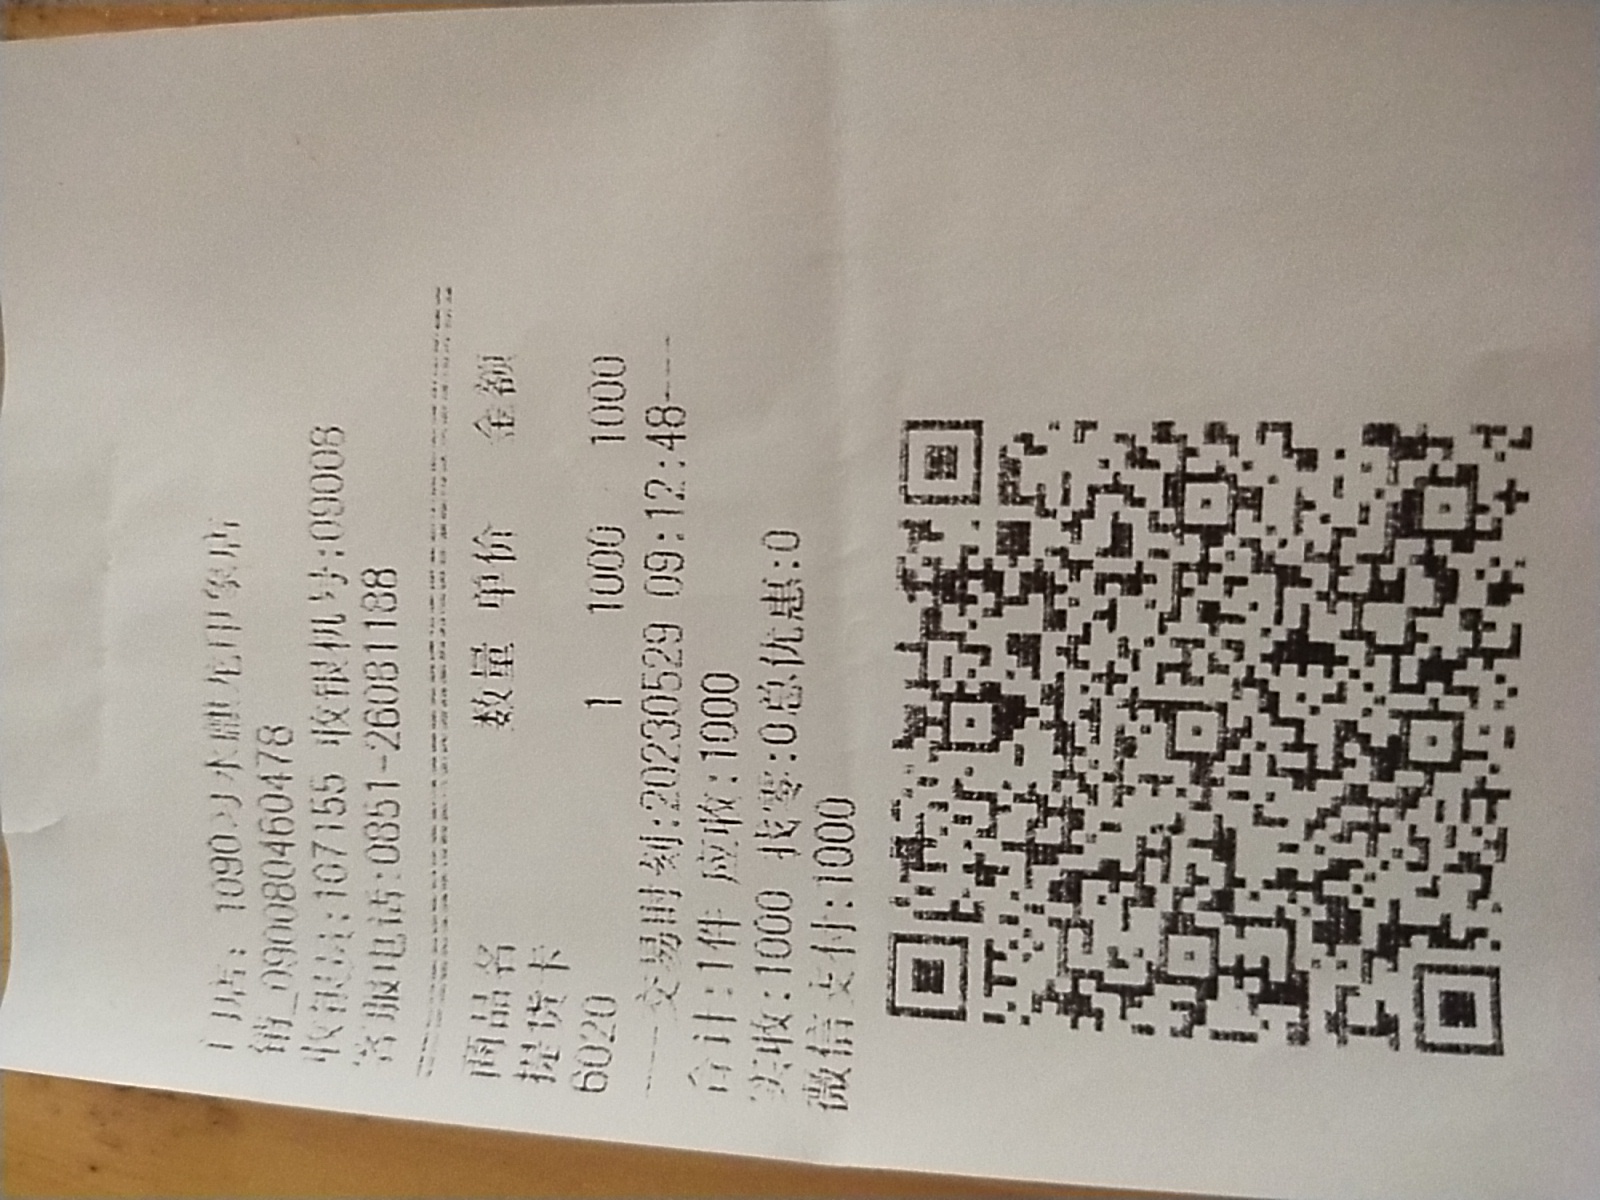 门店: 1090习水融龙印象店
销_090080460478
收银员:107155 收银机号:09008
客服电话:0851-26081188
商品名 数量 单价 金额
提货卡
6020 1 1000 1000
----交易时刻:20230529 09:12:48----
合计:1件 应收:1000
实收:1000 找零:0总优惠:0
微信支付:1000